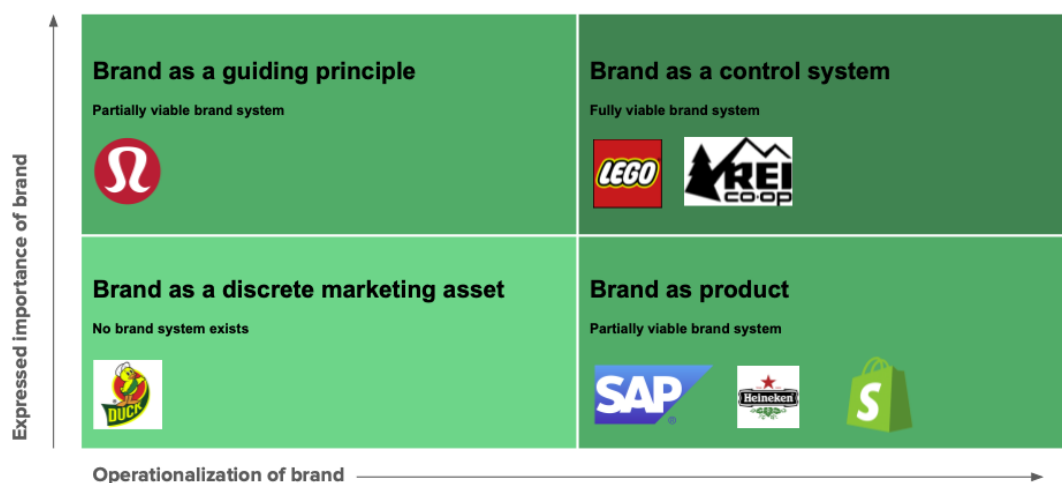 Expressed importance of brand
Brand as a guiding principle
Partially viable brand system
Brand as a control system
Fully viable brand system
LEGO
REI
CO·OP
Brand as a discrete marketing asset
No brand system exists
DUCK
Brand as product
Partially viable brand system
SAP
®
Heineken
S
Operationalization of brand